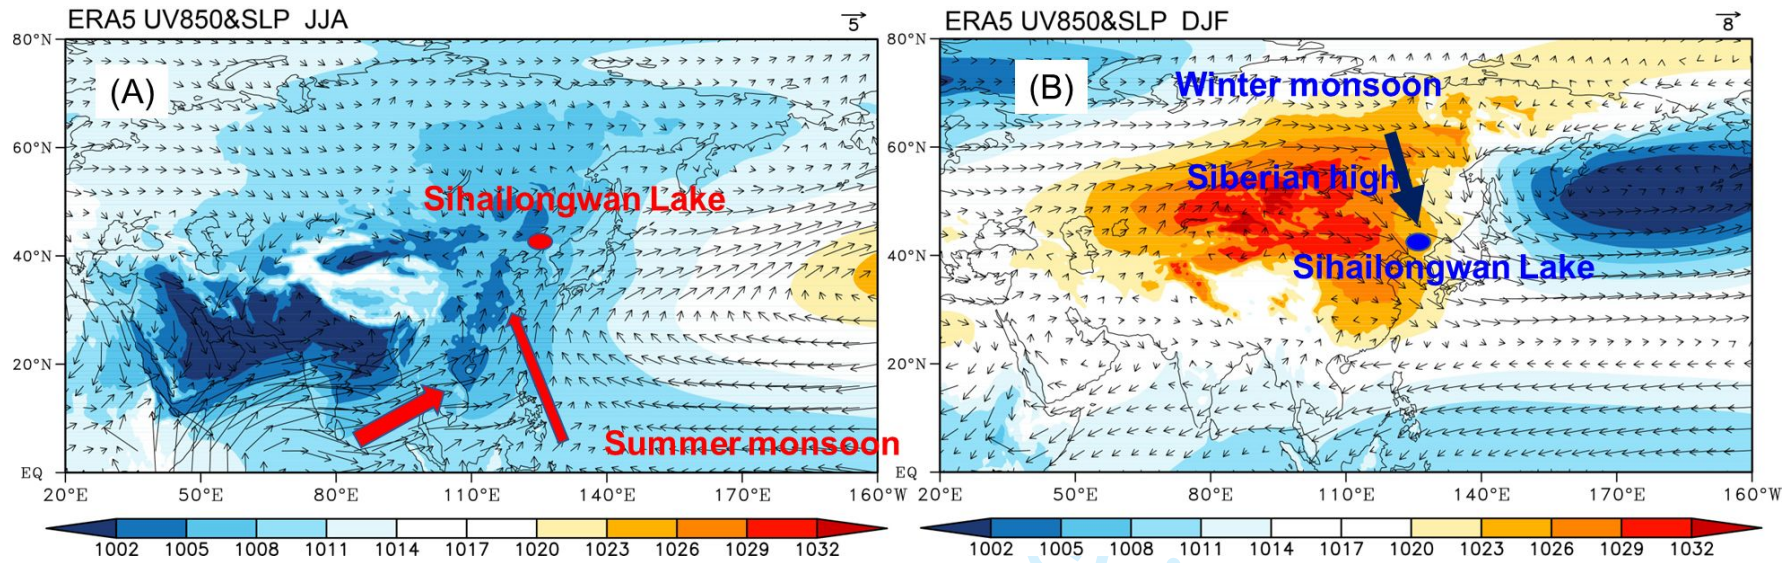 ERA5 UV850&SLP JJA
5
80°N
(A)
60°N
Sihailongwan Lake
40°N
20°N
Summer monsoon
EQ
20°E 50°E 80°E 110°E 140°E 170°E 160°W
1002 1005 1008 1011 1014 1017 1020 1023 1026 1029 1032
ERA5 UV850&SLP DJF
8
80°N
(B)
Winter monsoon
60°N
Siberian high
40°N
Sihailongwan Lake
20°N
EQ
20°E 50°E 80°E 110°E 140°E 170°E 160°W
1002 1005 1008 1011 1014 1017 1020 1023 1026 1029 1032